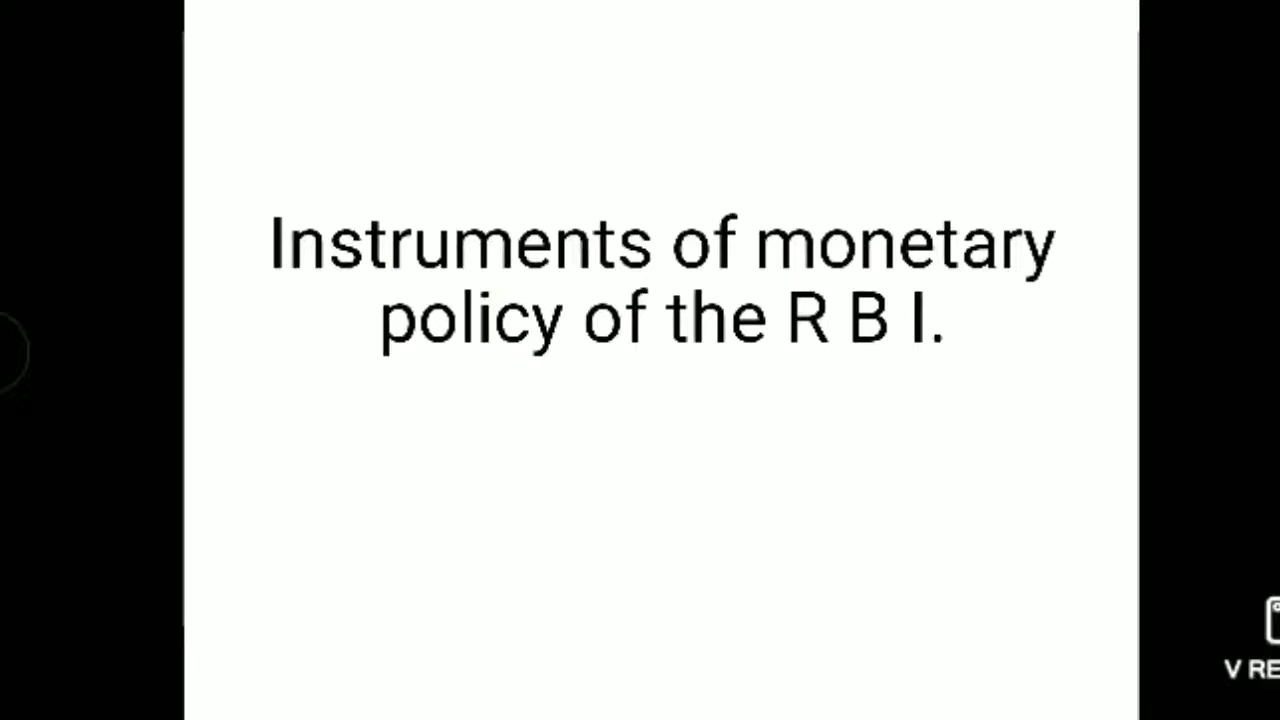 Instruments of monetary
policy of the R B I.
V RE